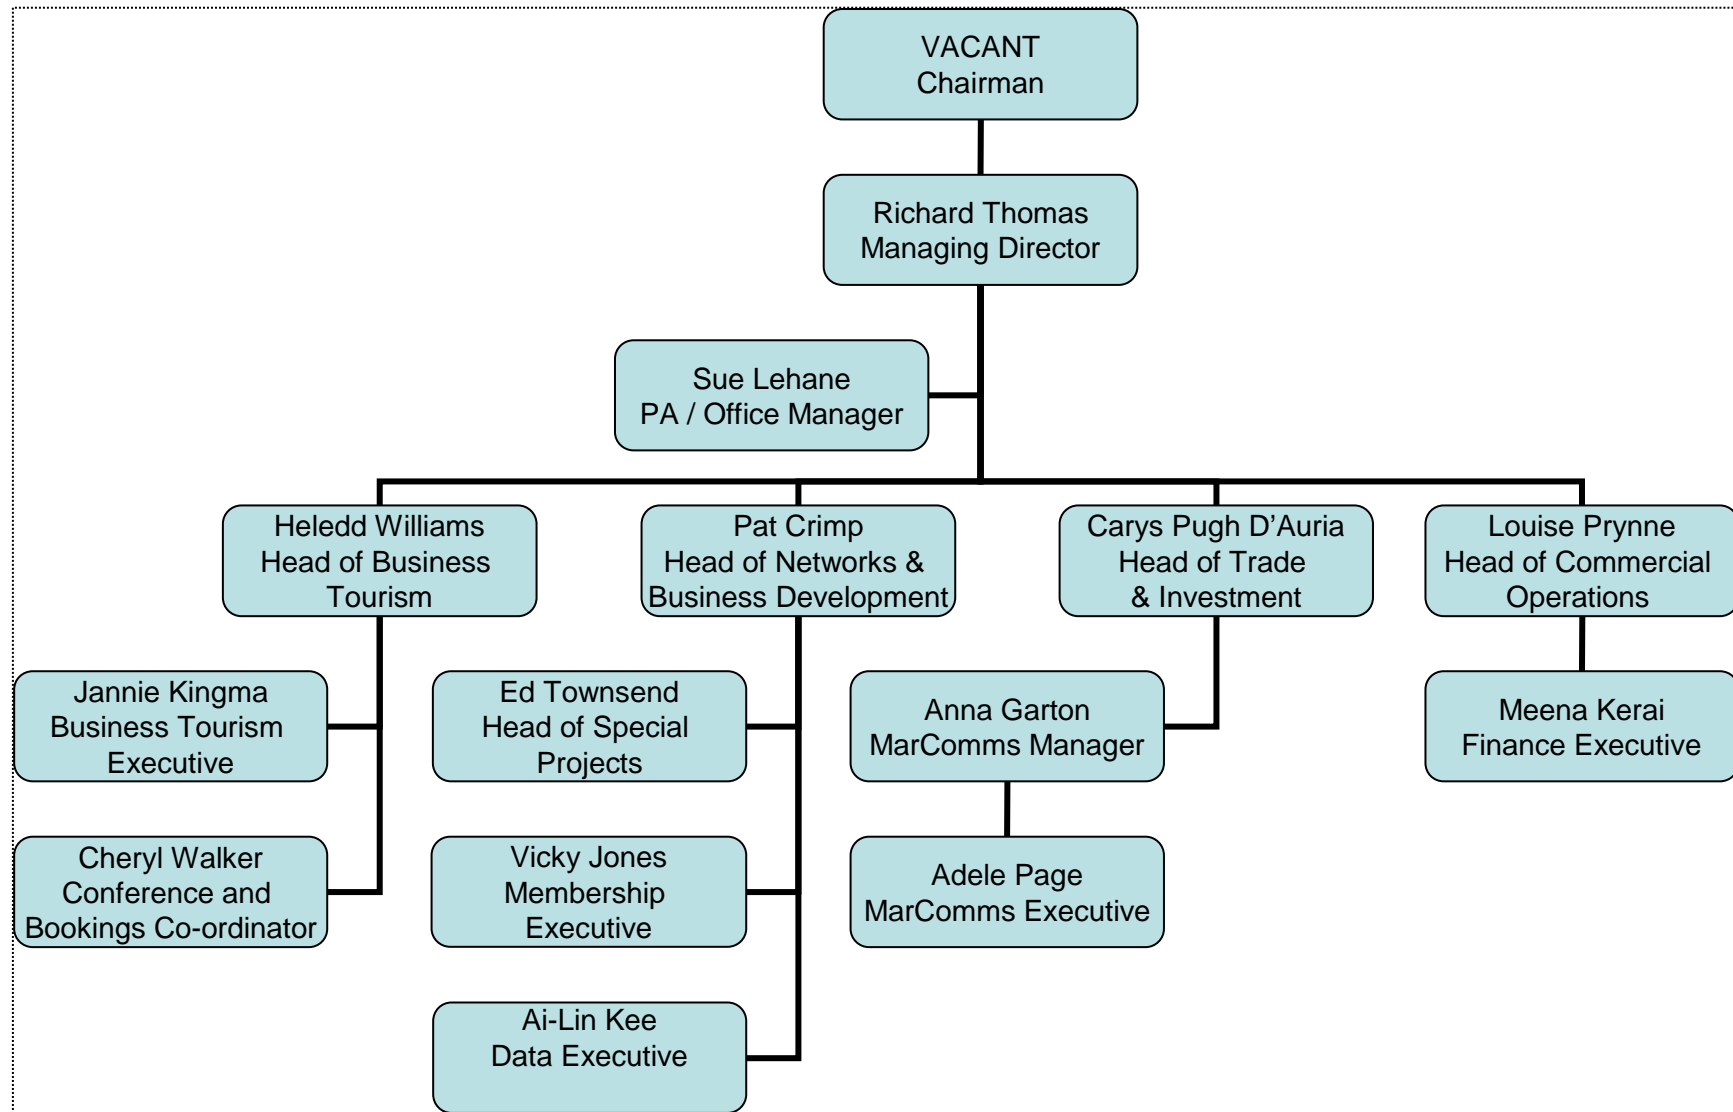 VACANT
Chairman
Richard Thomas
Managing Director
Sue Lehane
PA / Office Manager
Heledd Williams
Head of Business
Tourism
Pat Crimp
Head of Networks &
Business Development
Carys Pugh D’Auria
Head of Trade
& Investment
Louise Prynne
Head of Commercial
Operations
Jannie Kingma
Business Tourism
Executive
Ed Townsend
Head of Special
Projects
Anna Garton
MarComms Manager
Meena Kerai
Finance Executive
Cheryl Walker
Conference and
Bookings Co-ordinator
Vicky Jones
Membership
Executive
Adele Page
MarComms Executive
Ai-Lin Kee
Data Executive